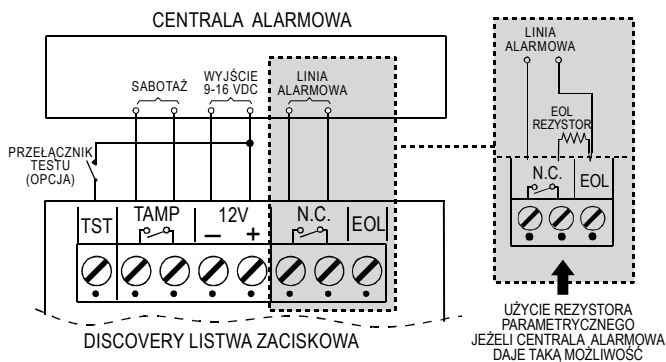 CENTRALA ALARMOWA
SABOTAŻ
WYJŚCIE
9-16 VDC
LINIA
ALARMOWA
PRZEŁĄCZNIK
TESTU
(OPCJA)
TST
TAMP
12V
N.C.
EOL
— +
DISCOVERY LISTWA ZACISKOWA
LINIA
ALARMOWA
EOL
REZYSTOR
N.C.
EOL
UŻYCIE REZYSTORA
PARAMETRYCZNEGO
JEŻELI CENTRALA ALARMOWA
DAJE TAKĄ MOŻLIWOŚĆ